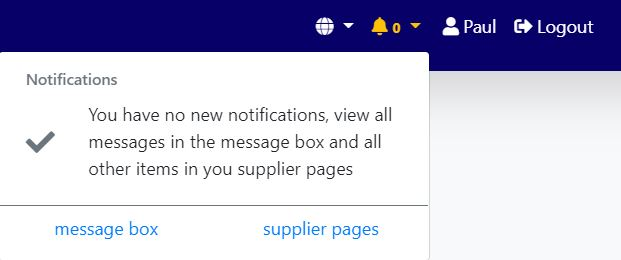 0 Paul Logout
Notifications
You have no new notifications, view all
messages in the message box and all
other items in you supplier pages
message box supplier pages